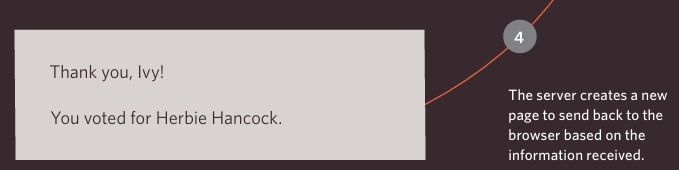 Thank you, Ivy!
You voted for Herbie Hancock.
4
The server creates a new
page to send back to the
browser based on the
information received.